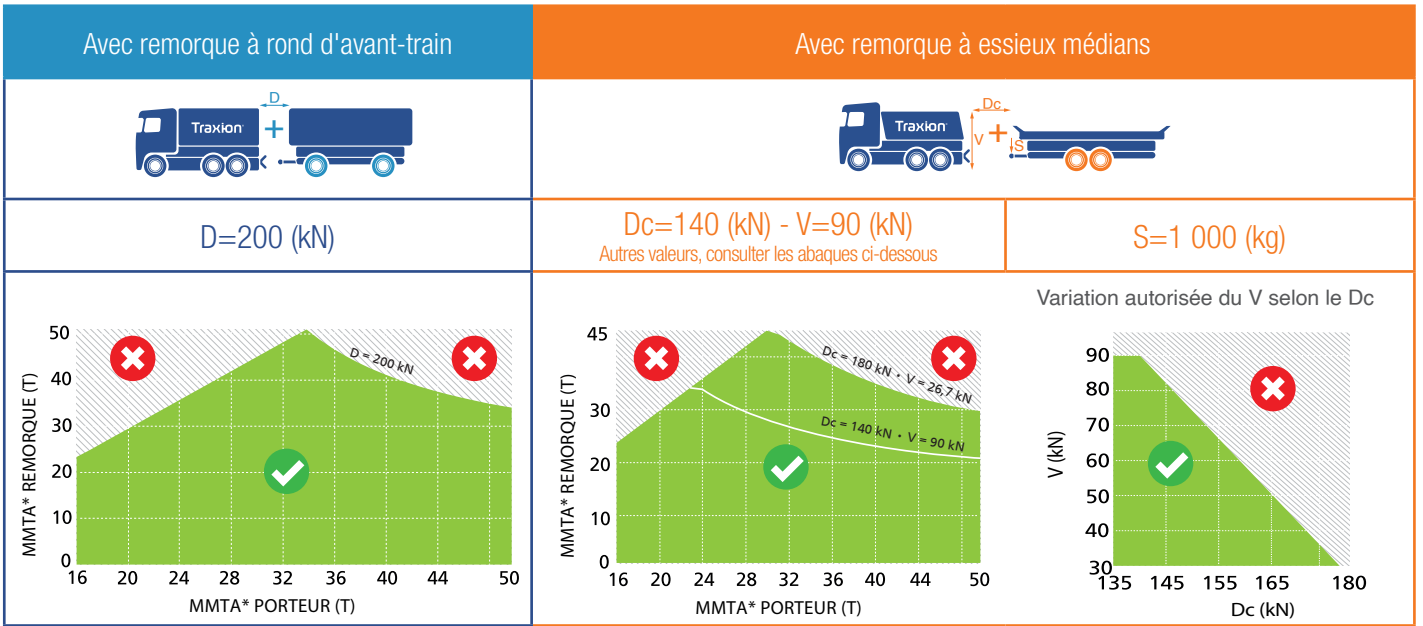 Avec remorque à rond d'avant-train
Avec remorque à essieux médians
D
Traxion
+
Dc
Traxion
V
+
S
D=200 (kN)
Dc=140 (kN) - V=90 (kN)
Autres valeurs, consulter les abaques ci-dessous
S=1 000 (kg)
MMTA* REMORQUE (T)
50
40
30
20
10
0
D = 200 kN
16 20 24 28 32 36 40 44 50
MMTA* PORTEUR (T)
MMTA* REMORQUE (T)
45
30
20
10
0
Dc = 180 kN • V = 26,7 kN
Dc = 140 kN • V = 90 kN
16 20 24 28 32 36 40 44 50
MMTA* PORTEUR (T)
Variation autorisée du V selon le Dc
V (kN)
90
80
70
60
50
40
30
135 145 155 165 180
Dc (kN)